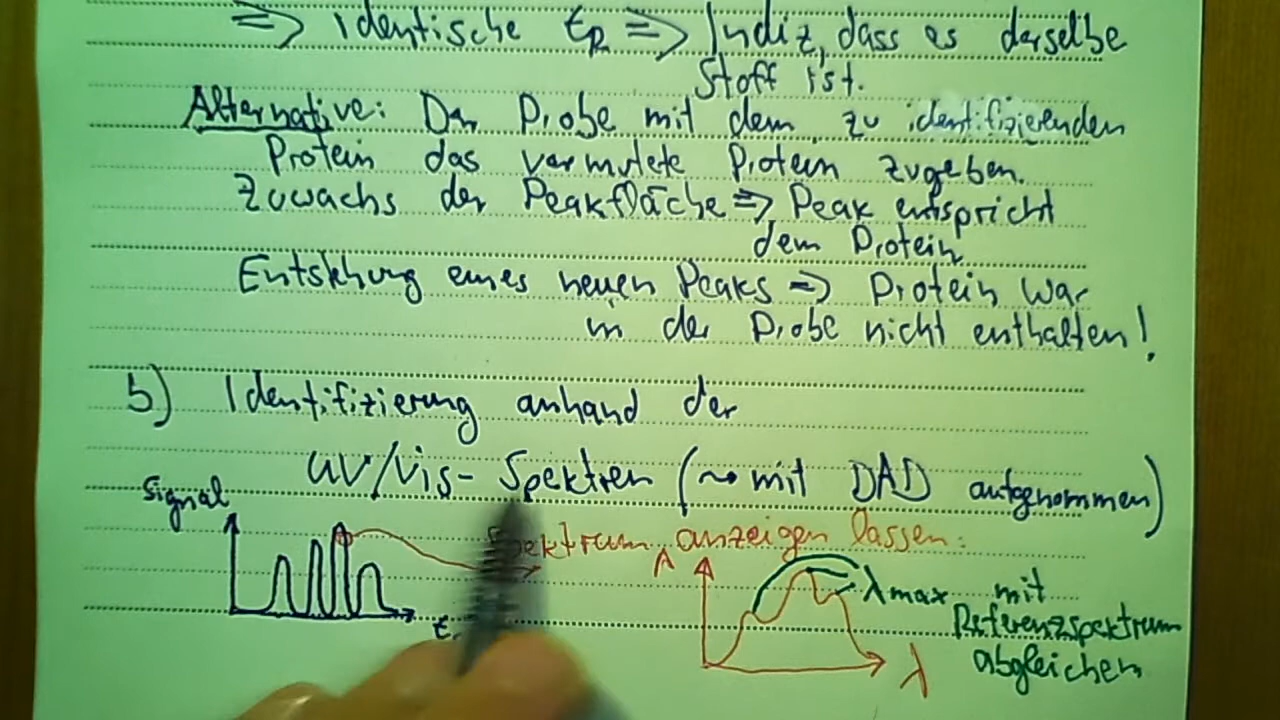 => Identische tR => Indiz, dass es derselbe
Stoff ist.
Alternative: Der Probe mit dem zu identifizierenden
Protein das vermutete Protein zugeben.
Zuwachs der Peakfläche => Peak entspricht
dem Protein
Entstehung eines neuen Peaks => Protein war
in der Probe nicht enthalten!
b) Identifizierung anhand der
UV/Vis-Spektren (~> mit DAD aufgenommen)
Signal
Spektrum anzeigen lassen:
A
λmax mit
Referenzspektrum
abgleichen
λ